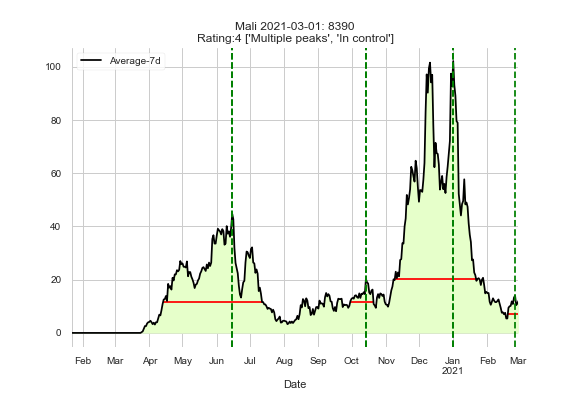 Mali 2021-03-01: 8390
Rating:4 ['Multiple peaks', 'In control']
Average-7d
100
80
60
40
20
0
Feb Mar Apr May Jun Jul Aug Sep Oct Nov Dec Jan Feb Mar
2021
Date